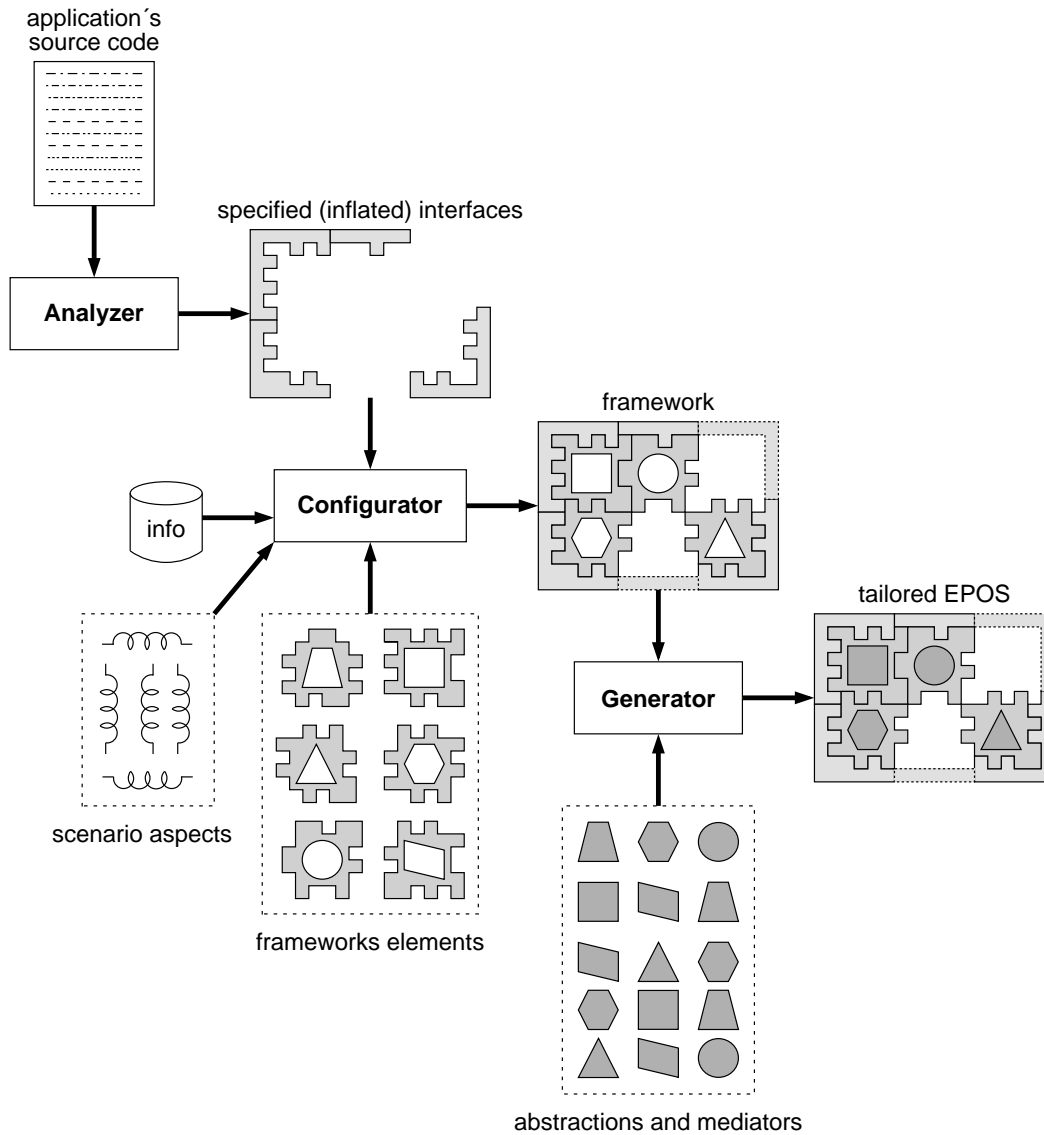 application´s
source code
specified (inflated) interfaces
Analyzer
framework
Configurator
info
tailored EPOS
Generator
scenario aspects
frameworks elements
abstractions and mediators